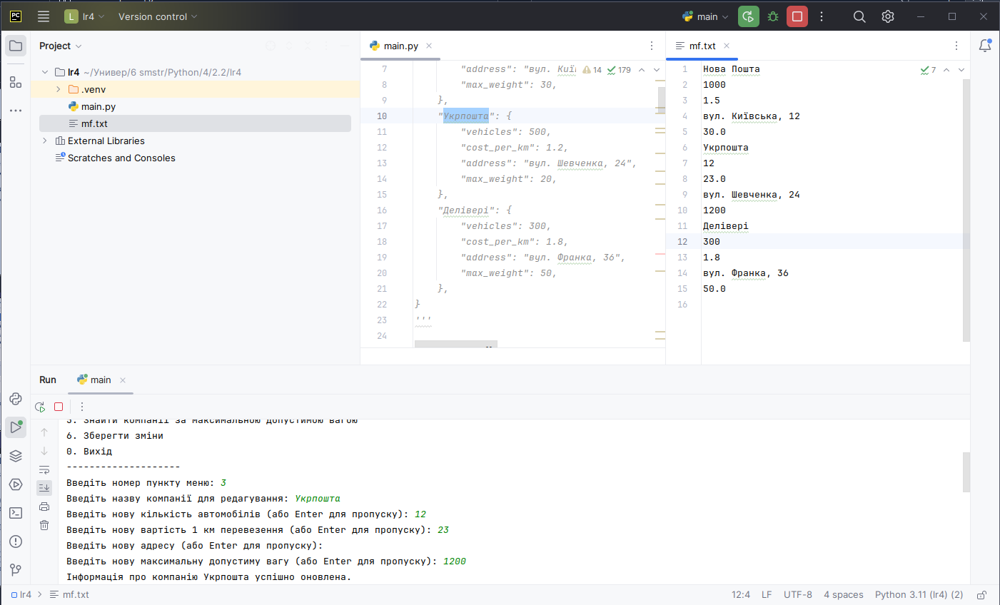 PC
L lr4
Version control
main
Project
main.py
mf.txt
lr4 ~/Универ/6 smstr/Python/4/2.2/lr4
.venv
main.py
mf.txt
External Libraries
Scratches and Consoles
14 179
7 "address": "вул. Киї
8 "max_weight": 30,
9 },
10 "Укрпошта": {
11 "vehicles": 500,
12 "cost_per_km": 1.2,
13 "address": "вул. Шевченка, 24",
14 "max_weight": 20,
15 },
16 "Делівері": {
17 "vehicles": 300,
18 "cost_per_km": 1.8,
19 "address": "вул. Франка, 36",
20 "max_weight": 50,
21 },
22 }
23 '''
24
7
1 Нова Пошта
2 1000
3 1.5
4 вул. Київська, 12
5 30.0
6 Укрпошта
7 12
8 23.0
9 вул. Шевченка, 24
10 1200
11 Делівері
12 300
13 1.8
14 вул. Франка, 36
15 50.0
16
Run
main
5. Знайти компанії за максимальною допустимою вагою
6. Зберегти зміни
0. Вихід
--------------------
Введіть номер пункту меню: 3
Введіть назву компанії для редагування: Укрпошта
Введіть нову кількість автомобілів (або Enter для пропуску): 12
Введіть нову вартість 1 км перевезення (або Enter для пропуску): 23
Введіть нову адресу (або Enter для пропуску):
Введіть нову максимальну допустиму вагу (або Enter для пропуску): 1200
Інформація про компанію Укрпошта успішно оновлена.
lr4 > mf.txt
12:4 LF UTF-8 4 spaces Python 3.11 (lr4) (2)